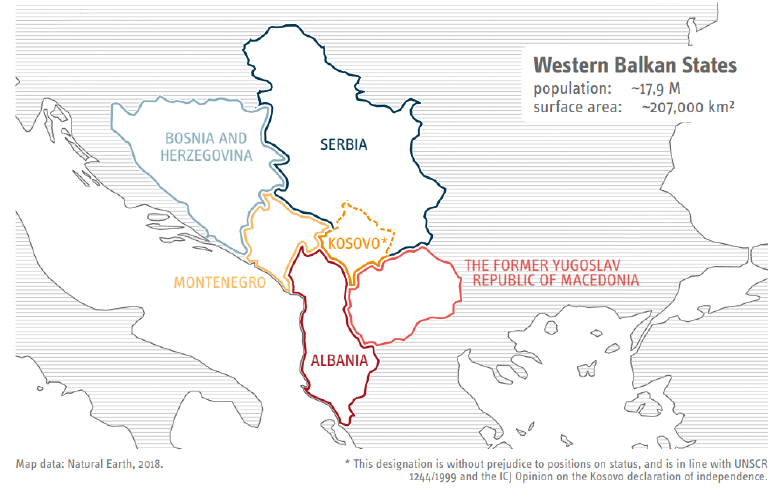 Western Balkan States
population: ~17,9 M
surface area: ~207,000 km²
BOSNIA AND
HERZEGOVINA
SERBIA
KOSOVO*
MONTENEGRO
THE FORMER YUGOSLAV
REPUBLIC OF MACEDONIA
ALBANIA
Map data: Natural Earth, 2018.
* This designation is without prejudice to positions on status, and is in line with UNSCR
1244/1999 and the ICJ Opinion on the Kosovo declaration of independence.